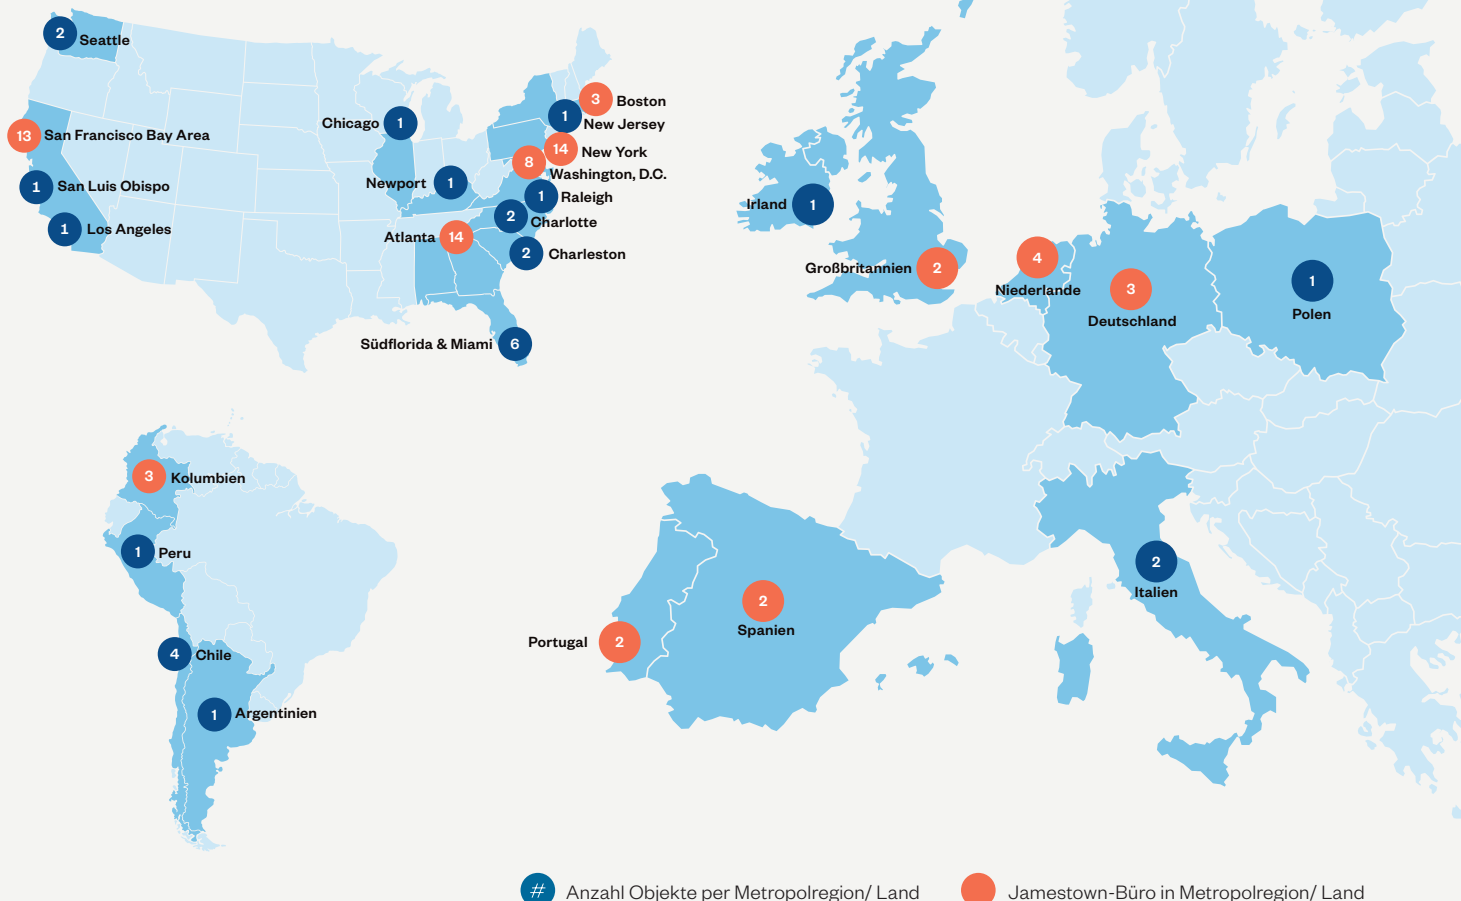 2 Seattle
3 Boston
Chicago 1
1 New Jersey
13 San Francisco Bay Area
14 New York
8 Washington, D.C.
1 San Luis Obispo
Newport 1
1 Raleigh
2 Charlotte
1 Los Angeles
Atlanta 14
2 Charleston
Südflorida & Miami 6
3 Kolumbien
1 Peru
4 Chile
1 Argentinien
Irland 1
Großbritannien 2
4
Niederlande
3
Deutschland
1
Polen
2
Italien
2
Spanien
Portugal 2
# Anzahl Objekte per Metropolregion/ Land
Jamestown-Büro in Metropolregion/ Land